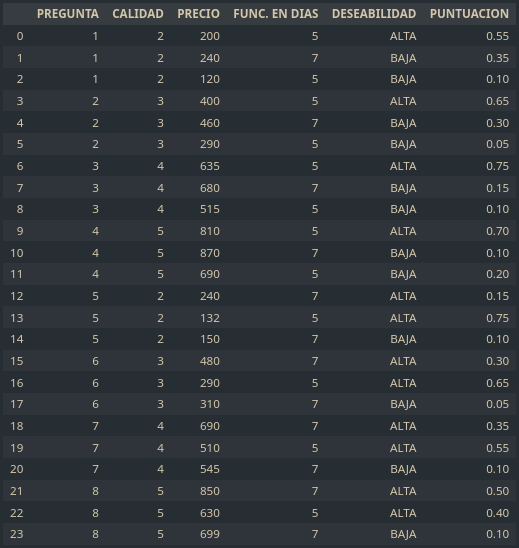 PREGUNTA CALIDAD PRECIO FUNC. EN DIAS DESEABILIDAD PUNTUACION
0 1 2 200 5 ALTA 0.55
1 1 2 240 7 BAJA 0.35
2 1 2 120 5 BAJA 0.10
3 2 3 400 5 ALTA 0.65
4 2 3 460 7 BAJA 0.30
5 2 3 290 5 BAJA 0.05
6 3 4 635 5 ALTA 0.75
7 3 4 680 7 BAJA 0.15
8 3 4 515 5 BAJA 0.10
9 4 5 810 5 ALTA 0.70
10 4 5 870 7 BAJA 0.10
11 4 5 690 5 BAJA 0.20
12 5 2 240 7 ALTA 0.15
13 5 2 132 5 ALTA 0.75
14 5 2 150 7 BAJA 0.10
15 6 3 480 7 ALTA 0.30
16 6 3 290 5 ALTA 0.65
17 6 3 310 7 BAJA 0.05
18 7 4 690 7 ALTA 0.35
19 7 4 510 5 ALTA 0.55
20 7 4 545 7 BAJA 0.10
21 8 5 850 7 ALTA 0.50
22 8 5 630 5 ALTA 0.40
23 8 5 699 7 BAJA 0.10